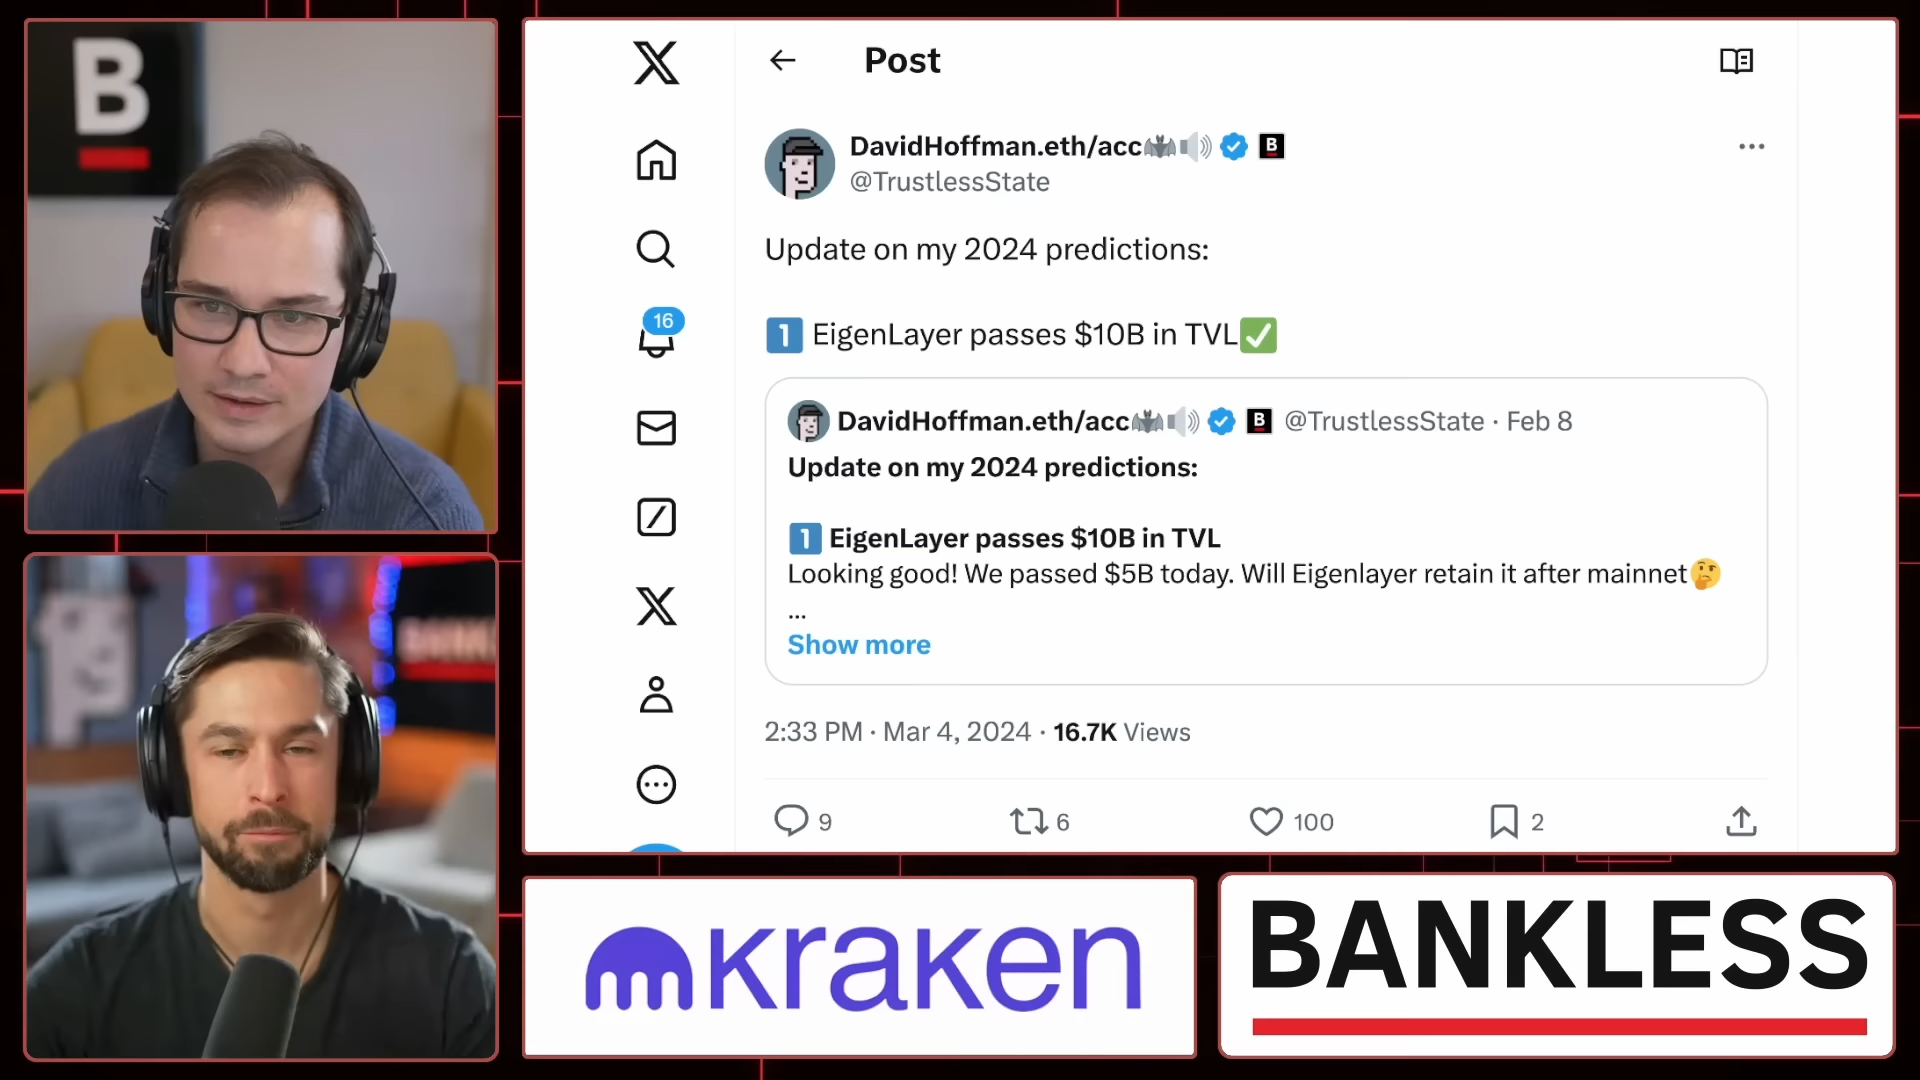 B
BANKL
Post
DavidHoffman.eth/acc🦇🔊 B
@TrustlessState
Update on my 2024 predictions:
1️⃣ EigenLayer passes $10B in TVL✅
DavidHoffman.eth/acc🦇🔊 B @TrustlessState · Feb 8
Update on my 2024 predictions:
1️⃣ EigenLayer passes $10B in TVL
Looking good! We passed $5B today. Will Eigenlayer retain it after mainnet🤔
...
Show more
2:33 PM · Mar 4, 2024 · 16.7K Views
9 6 100 2
16
kraken
BANKLESS